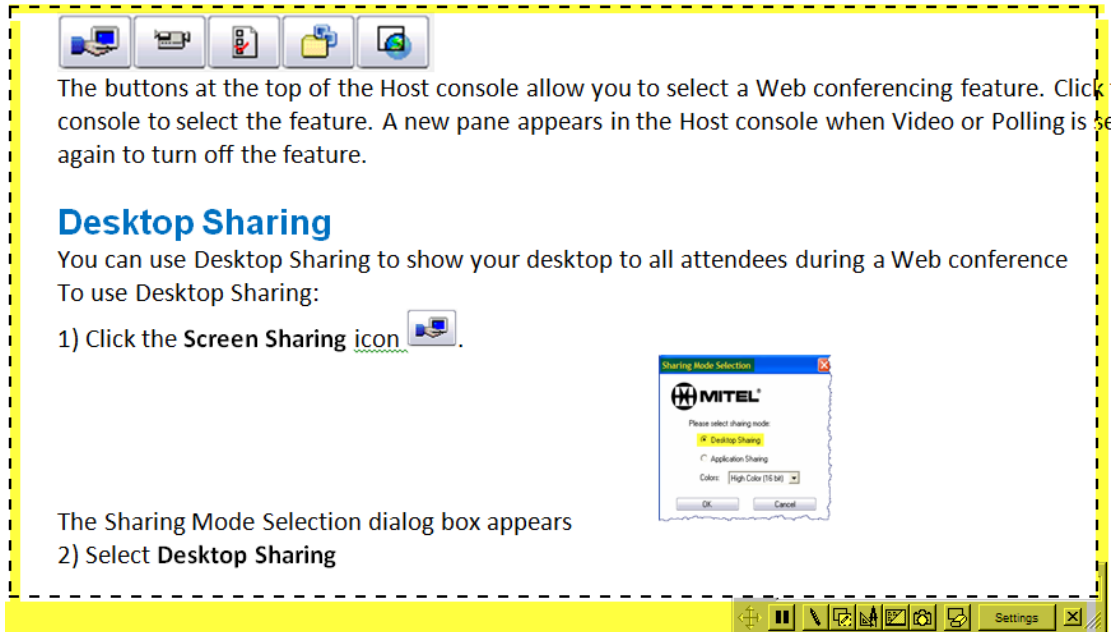 The buttons at the top of the Host console allow you to select a Web conferencing feature. Click
console to select the feature. A new pane appears in the Host console when Video or Polling is se
again to turn off the feature.
Desktop Sharing
You can use Desktop Sharing to show your desktop to all attendees during a Web conference
To use Desktop Sharing:
1) Click the Screen Sharing icon .
Sharing Mode Selection
MITEL®
Please select sharing mode:
Desktop Sharing
Application Sharing
Colors: High Color (16 bit)
OK Cancel
The Sharing Mode Selection dialog box appears
2) Select Desktop Sharing
Settings